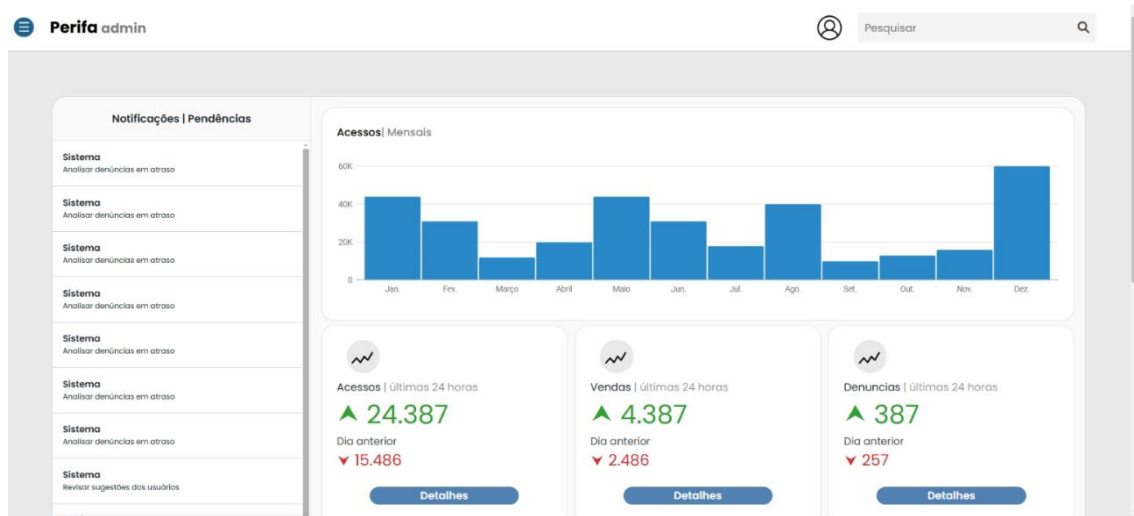 Perifa admin
Pesquisar
Notificações | Pendências
Sistema
Analisar denúncias em atraso
Sistema
Analisar denúncias em atraso
Sistema
Analisar denúncias em atraso
Sistema
Analisar denúncias em atraso
Sistema
Analisar denúncias em atraso
Sistema
Analisar denúncias em atraso
Sistema
Analisar denúncias em atraso
Sistema
Revisar sugestões dos usuários
Acessos| Mensais
60K
40K
20K
0
Jan. Fev. Março Abril Maio Jun. Jul. Ago. Set. Out. Nov. Dez.
Acessos | últimas 24 horas
24.387
Dia anterior
15.486
Detalhes
Vendas | últimas 24 horas
4.387
Dia anterior
2.486
Detalhes
Denuncias | últimas 24 horas
387
Dia anterior
257
Detalhes